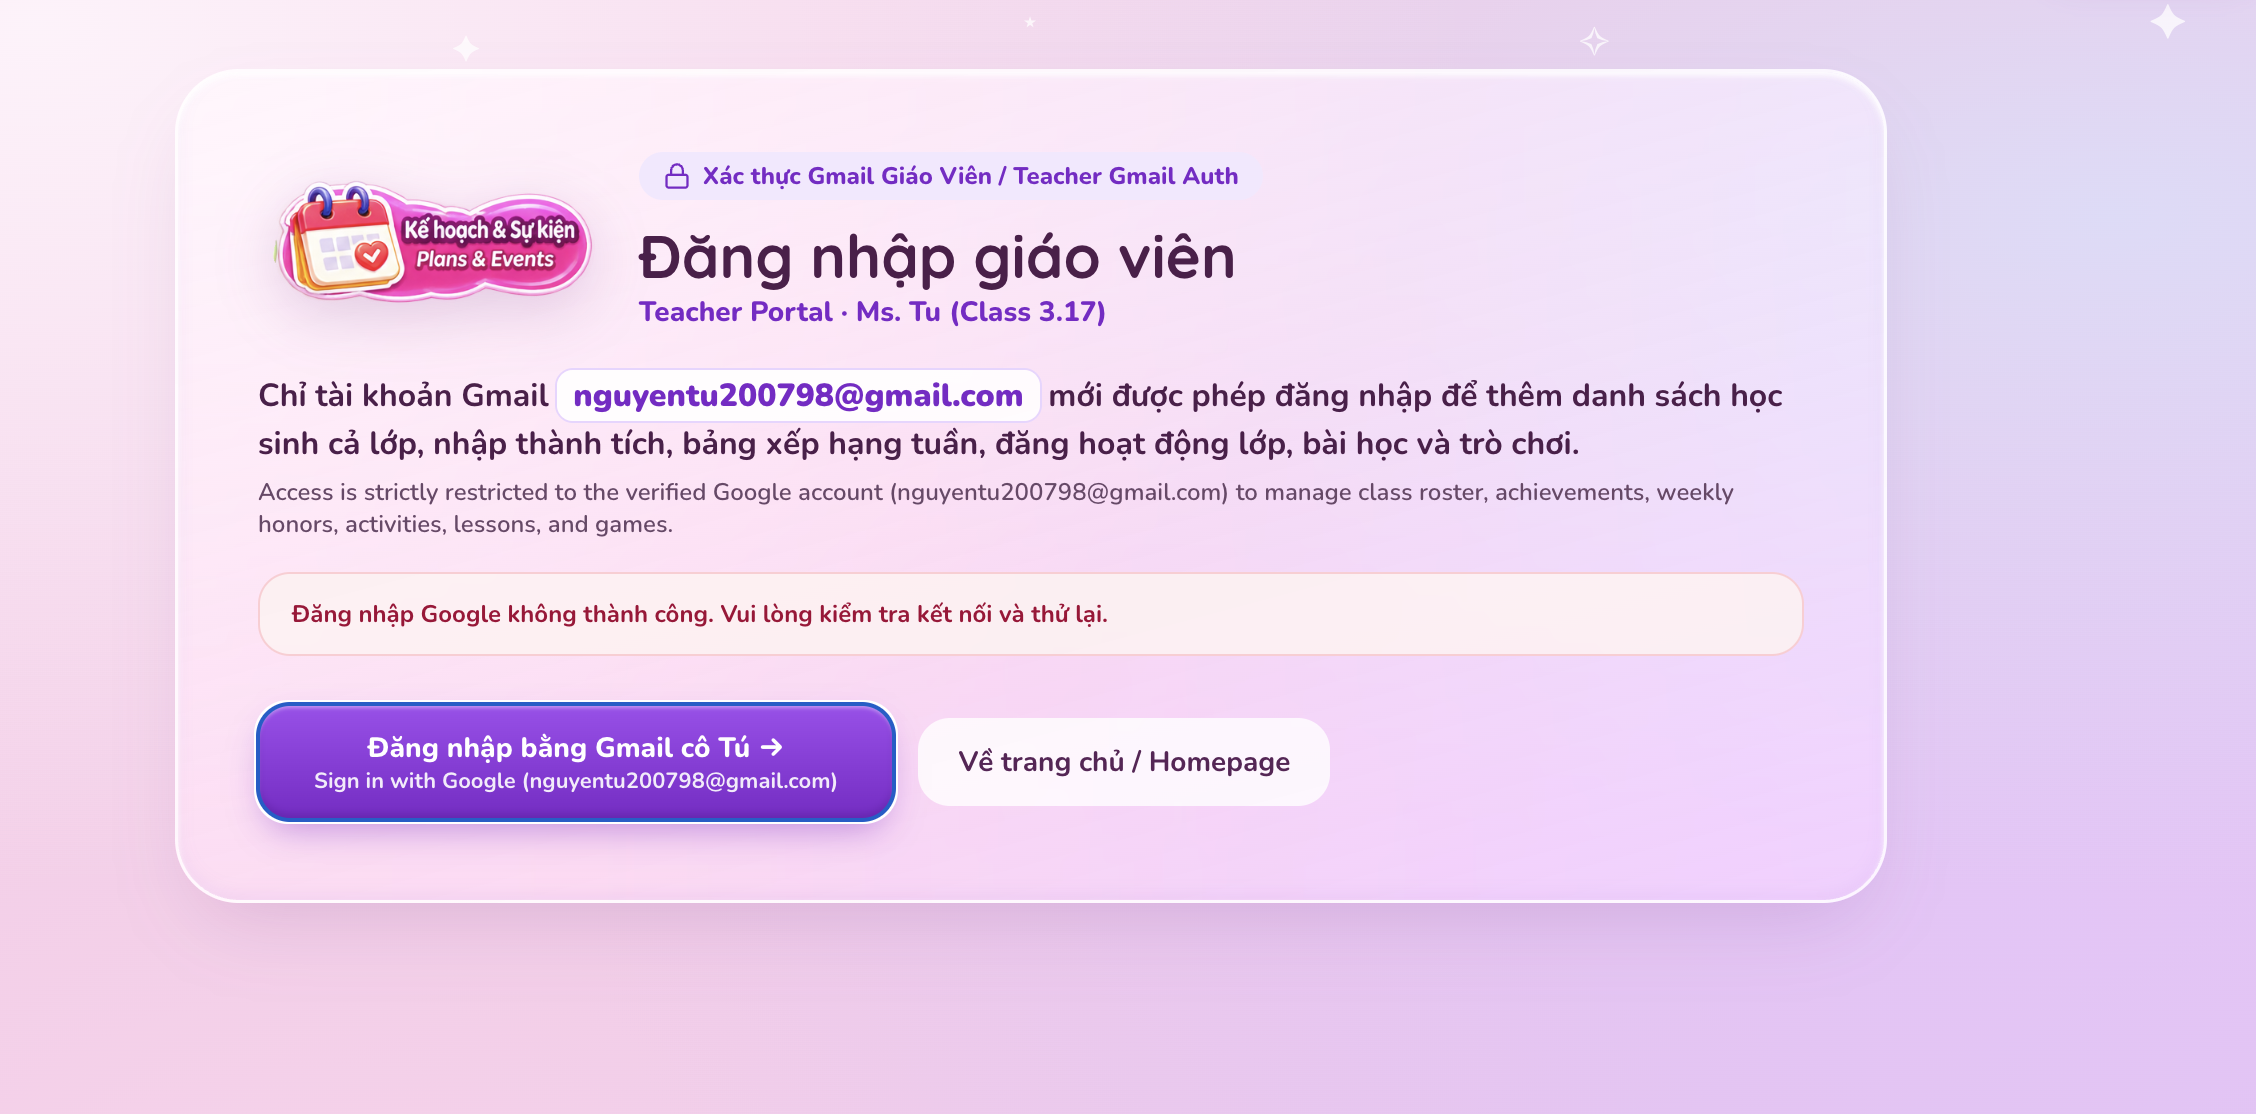 Kế hoạch & Sự kiện
Plans & Events
Xác thực Gmail Giáo Viên / Teacher Gmail Auth
Đăng nhập giáo viên
Teacher Portal · Ms. Tu (Class 3.17)
Chỉ tài khoản Gmail nguyentu200798@gmail.com mới được phép đăng nhập để thêm danh sách học
sinh cả lớp, nhập thành tích, bảng xếp hạng tuần, đăng hoạt động lớp, bài học và trò chơi.
Access is strictly restricted to the verified Google account (nguyentu200798@gmail.com) to manage class roster, achievements, weekly
honors, activities, lessons, and games.
Đăng nhập Google không thành công. Vui lòng kiểm tra kết nối và thử lại.
Đăng nhập bằng Gmail cô Tú →
Sign in with Google (nguyentu200798@gmail.com)
Về trang chủ / Homepage